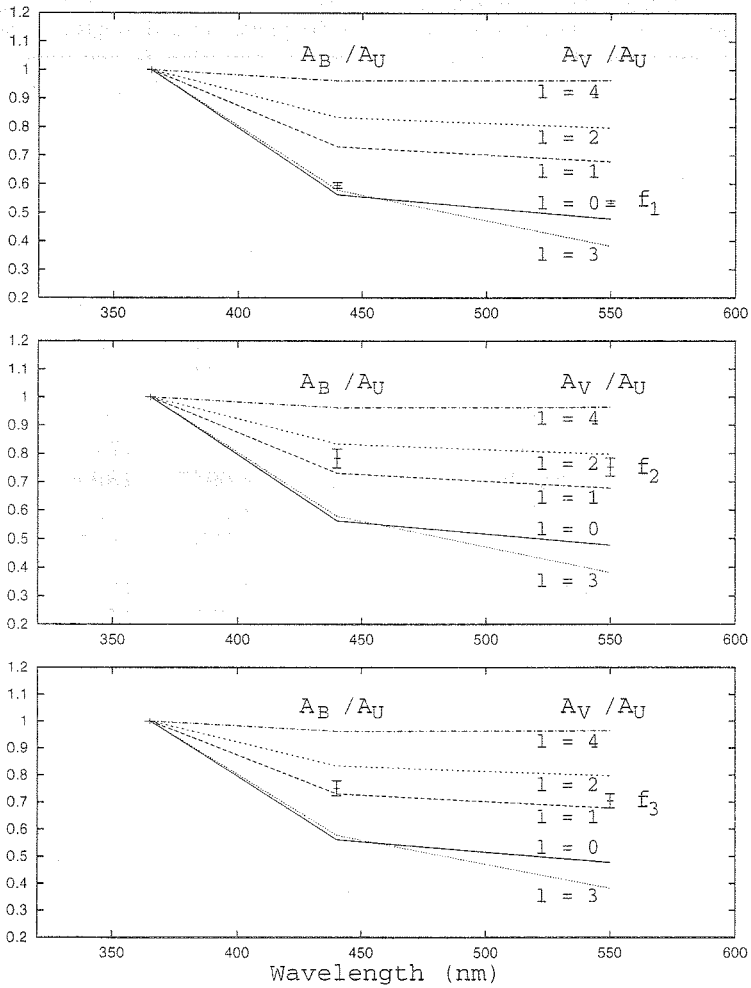 1.2
A_B /A_U A_V /A_U
1
l = 4
0.9
0.8
l = 2
0.7
l = 1
0.6
l = 0 f_1
0.5
0.4
l = 3
0.3
0.2
350 400 450 500 550 600
1.2
1.1
A_B /A_U A_V /A_U
1
l = 4
0.9
0.8
l = 2 f_2
0.7
l = 1
0.6
l = 0
0.5
0.4
l = 3
0.3
0.2
350 400 450 500 550 600
1.2
1.1
A_B /A_U A_V /A_U
1
l = 4
0.9
0.8
l = 2
0.7
f_3
l = 1
0.6
l = 0
0.5
0.4
l = 3
0.3
0.2
350 400 450 500 550 600
Wavelength (nm)